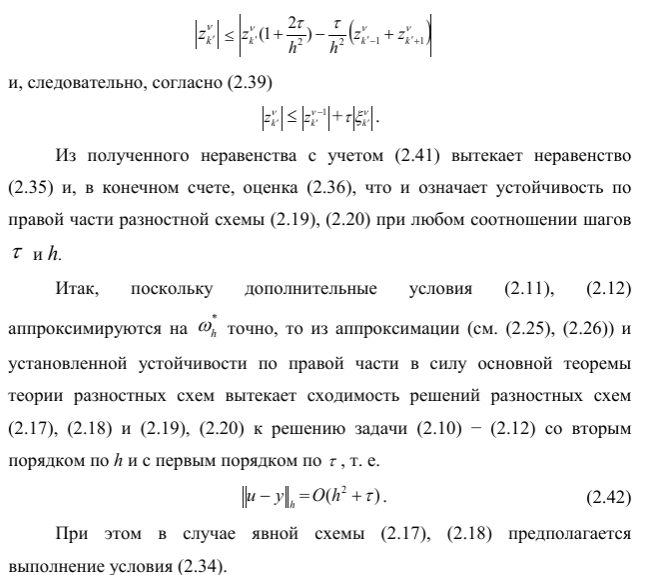 |z_{k'}^ν| ≤ |z_{k'}^ν(1 + 2τ/h²) − τ/h²(z_{k'−1}^ν + z_{k'+1}^ν)|
и, следовательно, согласно (2.39)
|z_{k'}^ν| ≤ |z_{k'}^{ν−1}| + τ|ξ_{k'}^ν|.
Из полученного неравенства с учетом (2.41) вытекает неравенство
(2.35) и, в конечном счете, оценка (2.36), что и означает устойчивость по
правой части разностной схемы (2.19), (2.20) при любом соотношении шагов
τ и h.
Итак, поскольку дополнительные условия (2.11), (2.12)
аппроксимируются на ω_h^* точно, то из аппроксимации (см. (2.25), (2.26)) и
установленной устойчивости по правой части в силу основной теоремы
теории разностных схем вытекает сходимость решений разностных схем
(2.17), (2.18) и (2.19), (2.20) к решению задачи (2.10) − (2.12) со вторым
порядком по h и с первым порядком по τ , т. е.
‖u − y‖_h = O(h² + τ). (2.42)
При этом в случае явной схемы (2.17), (2.18) предполагается
выполнение условия (2.34).